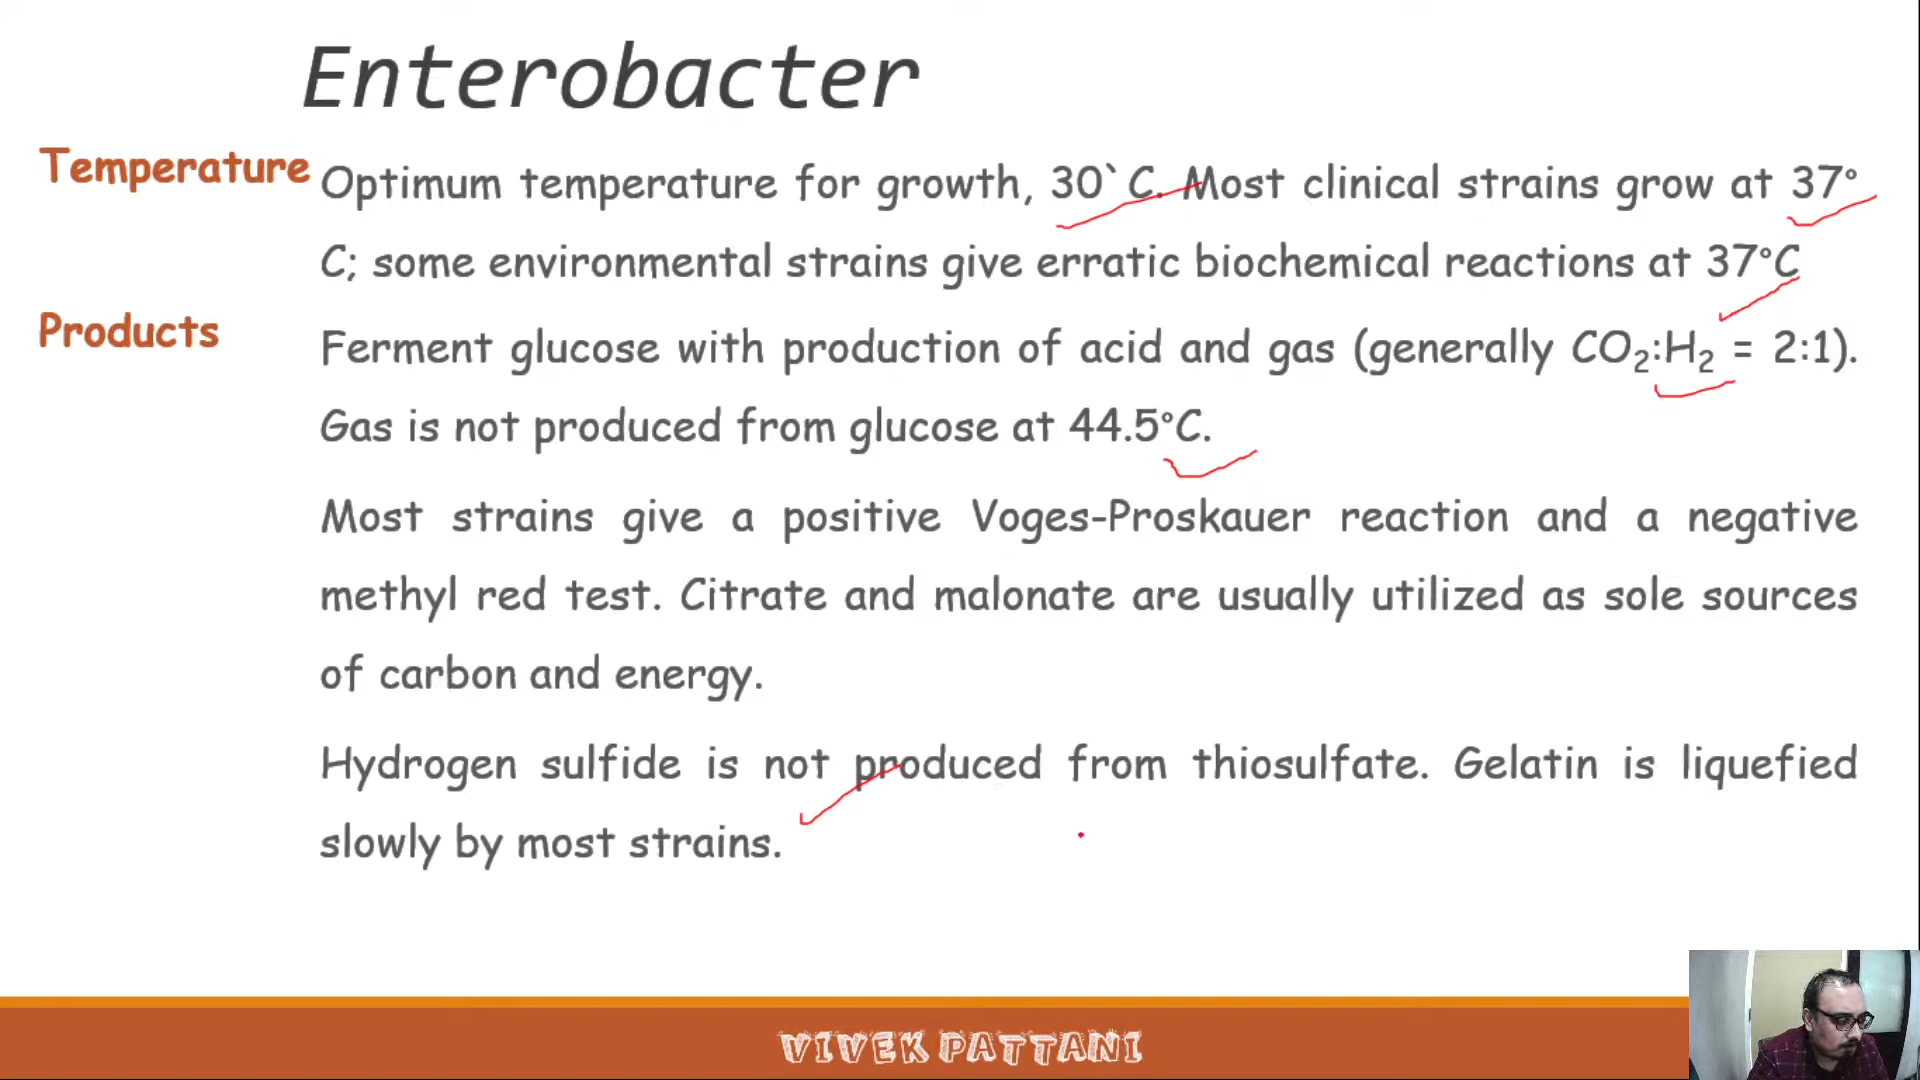 Enterobacter
Temperature
Optimum temperature for growth, 30`C. Most clinical strains grow at 37°
C; some environmental strains give erratic biochemical reactions at 37°C
Products
Ferment glucose with production of acid and gas (generally CO₂:H₂ = 2:1).
Gas is not produced from glucose at 44.5°C.
Most strains give a positive Voges-Proskauer reaction and a negative
methyl red test. Citrate and malonate are usually utilized as sole sources
of carbon and energy.
Hydrogen sulfide is not produced from thiosulfate. Gelatin is liquefied
slowly by most strains.
VIVEK PATTANI